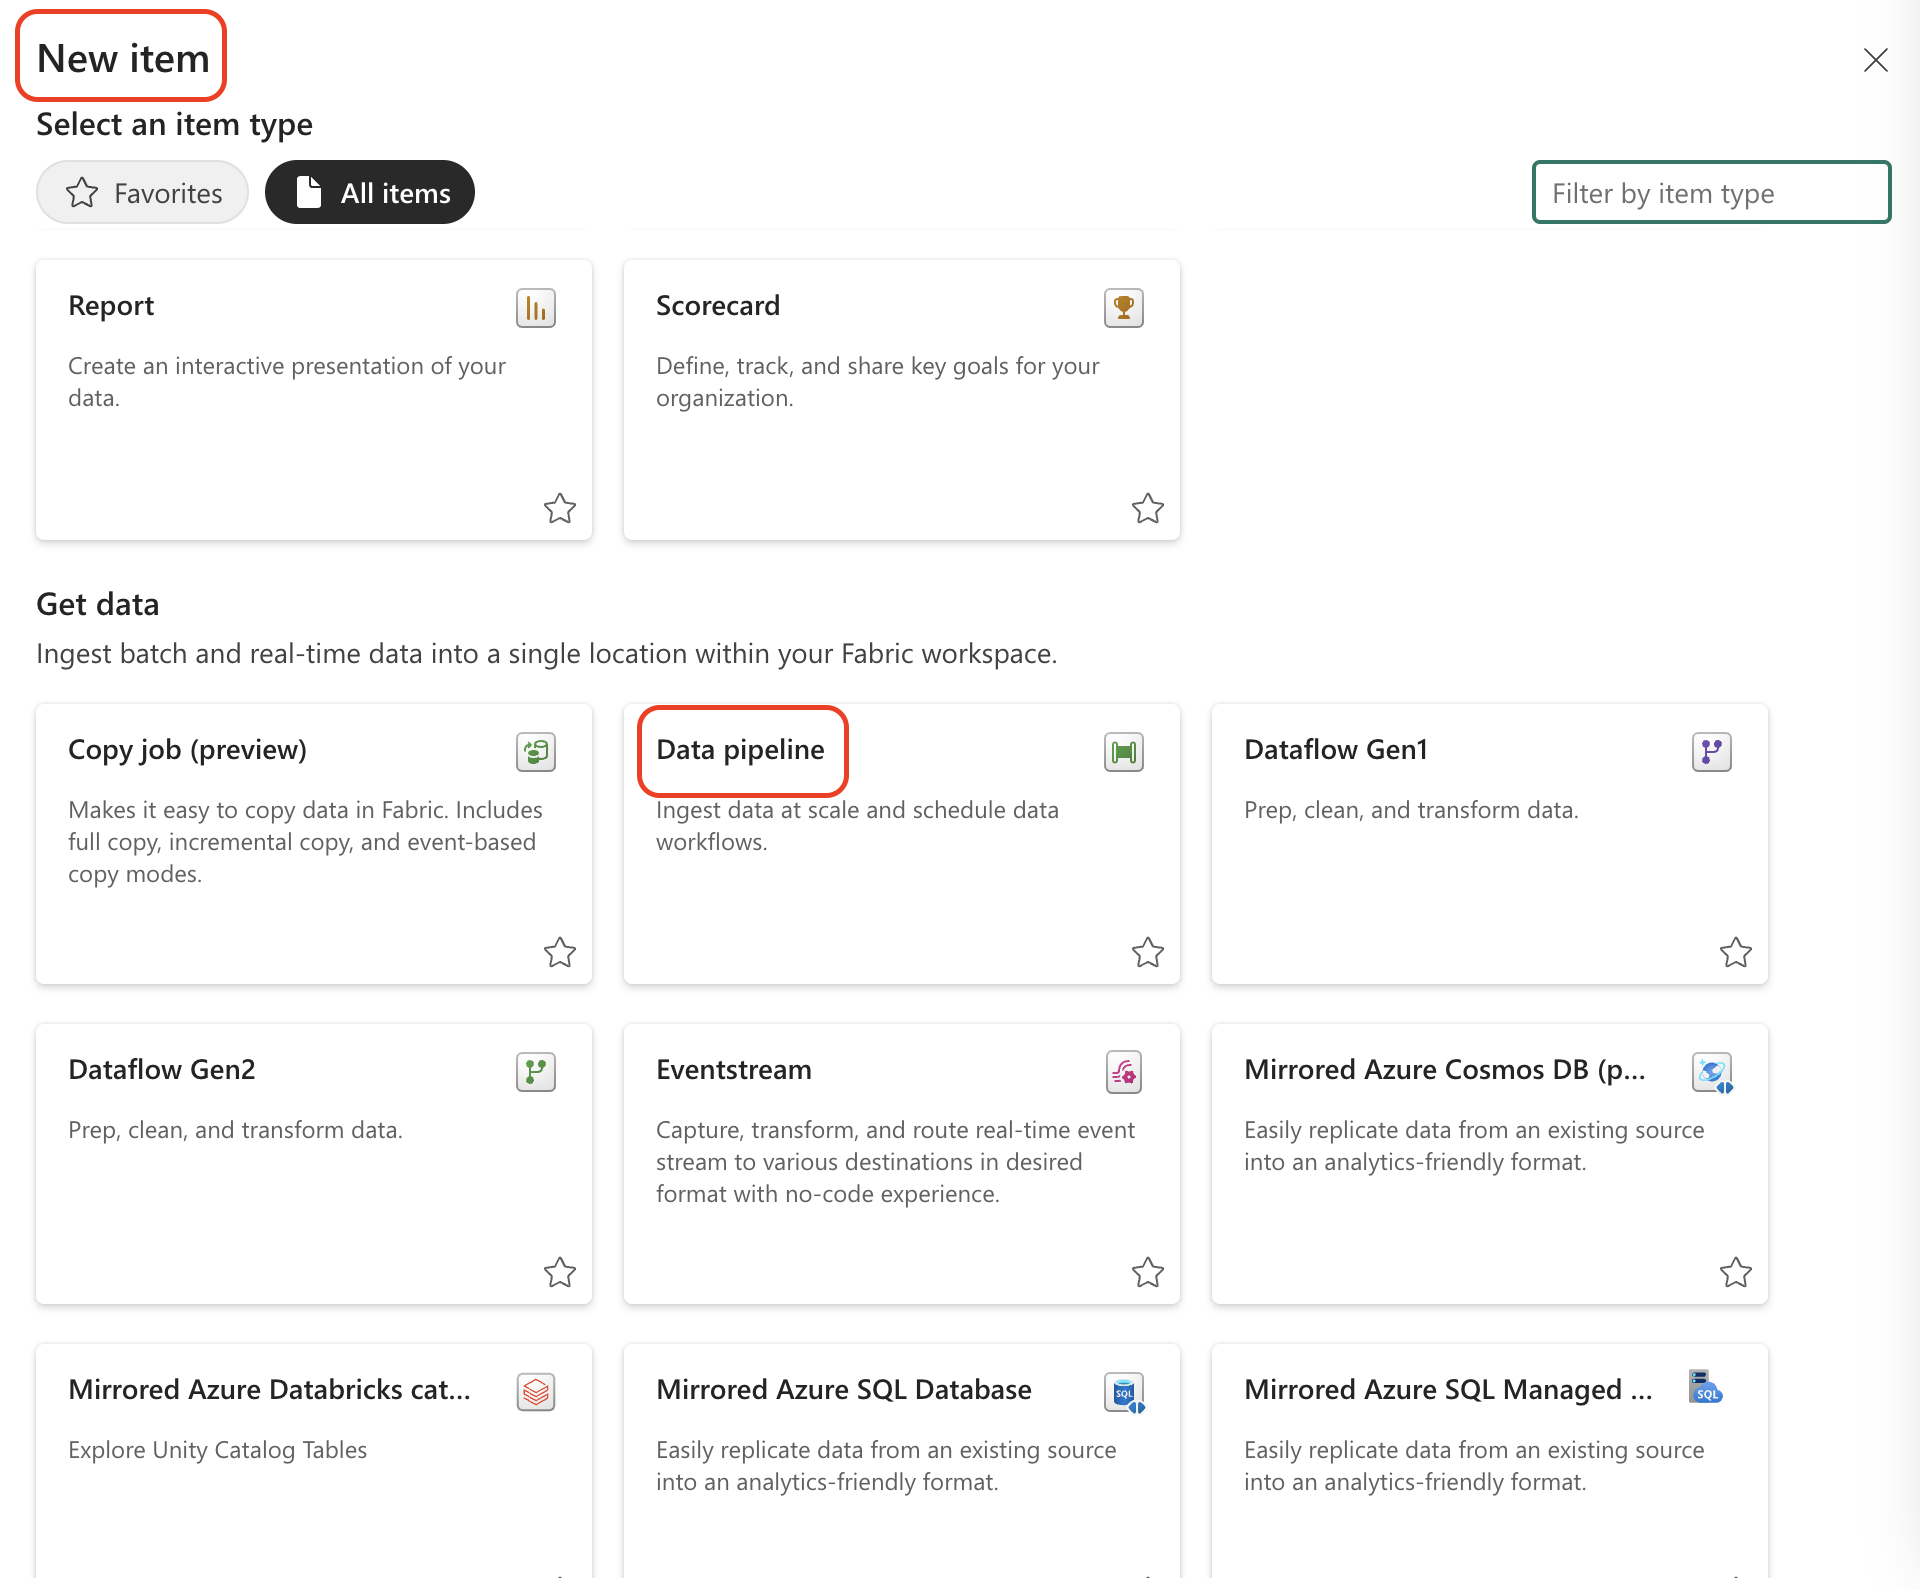 New item
Select an item type
Favorites
All items
Filter by item type
Report
Create an interactive presentation of your
data.
Scorecard
Define, track, and share key goals for your
organization.
Get data
Ingest batch and real-time data into a single location within your Fabric workspace.
Copy job (preview)
Makes it easy to copy data in Fabric. Includes
full copy, incremental copy, and event-based
copy modes.
Data pipeline
Ingest data at scale and schedule data
workflows.
Dataflow Gen1
Prep, clean, and transform data.
Dataflow Gen2
Prep, clean, and transform data.
Eventstream
Capture, transform, and route real-time event
stream to various destinations in desired
format with no-code experience.
Mirrored Azure Cosmos DB (p...
Easily replicate data from an existing source
into an analytics-friendly format.
Mirrored Azure Databricks cat...
Explore Unity Catalog Tables
Mirrored Azure SQL Database
SQL
Easily replicate data from an existing source
into an analytics-friendly format.
Mirrored Azure SQL Managed ...
SQL
Easily replicate data from an existing source
into an analytics-friendly format.